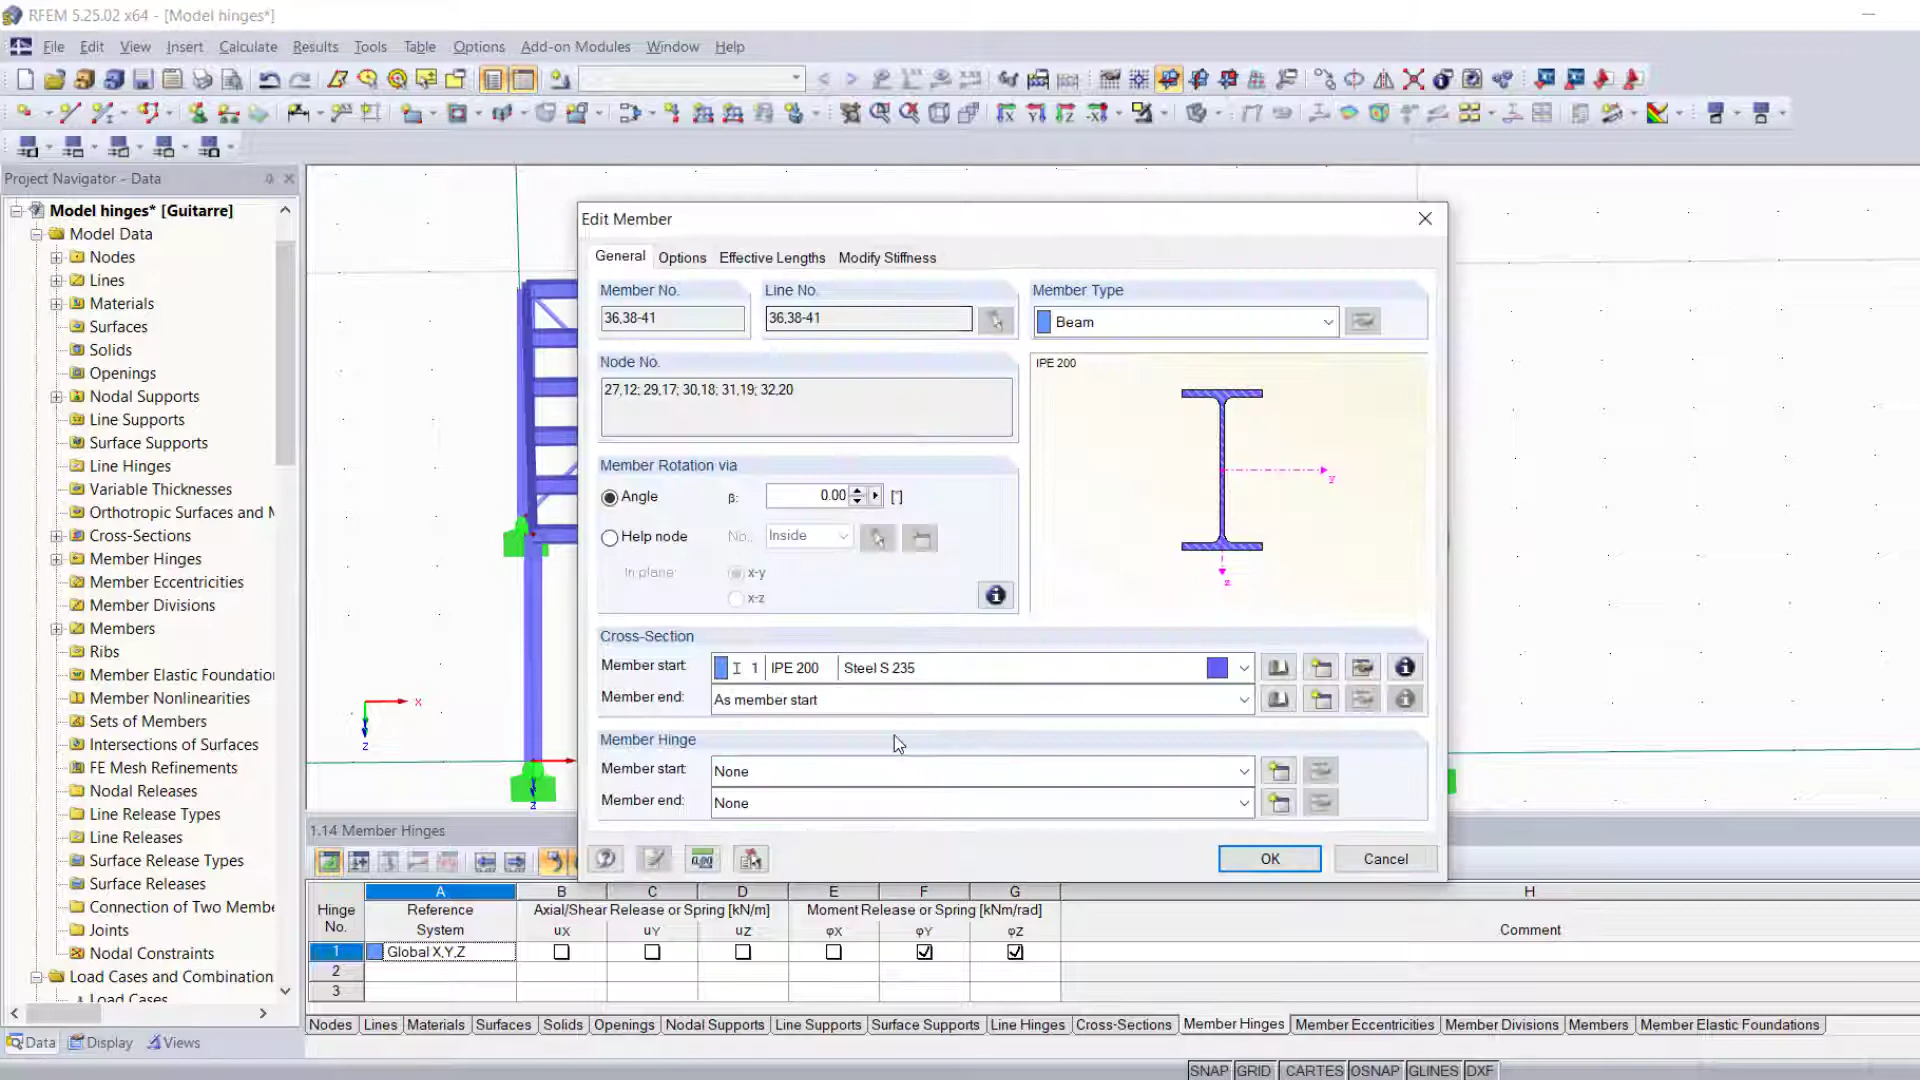 RFEM 5.25.02 x64 - [Model hinges*]
File Edit View Insert Calculate Results Tools Table Options Add-on Modules Window Help
Project Navigator - Data
Model hinges* [Guitarre]
Model Data
Nodes
Lines
Materials
Surfaces
Solids
Openings
Nodal Supports
Line Supports
Surface Supports
Line Hinges
Variable Thicknesses
Orthotropic Surfaces and M
Cross-Sections
Member Hinges
Member Eccentricities
Member Divisions
Members
Ribs
Member Elastic Foundation
Member Nonlinearities
Sets of Members
Intersections of Surfaces
FE Mesh Refinements
Nodal Releases
Line Release Types
Line Releases
Surface Release Types
Surface Releases
Connection of Two Membe
Joints
Nodal Constraints
Load Cases and Combination
Load Cases
Data Display Views
X
Z
Z
Edit Member
General Options Effective Lengths Modify Stiffness
Member No. Line No. Member Type
36,38-41 36,38-41 Beam
Node No.
27,12; 29,17; 30,18; 31,19; 32,20
IPE 200
y
z
Member Rotation via
Angle β: 0.00 [°]
Help node No.: Inside
In plane: x-y
x-z
Cross-Section
Member start: 1 IPE 200 Steel S 235
Member end: As member start
Member Hinge
Member start: None
Member end: None
OK Cancel
1.14 Member Hinges
A B C D E F G H
Hinge Reference Axial/Shear Release or Spring [kN/m] Moment Release or Spring [kNm/rad]
No. System uX uY uZ φX φY φZ Comment
1 Global X,Y,Z
2
3
Nodes Lines Materials Surfaces Solids Openings Nodal Supports Line Supports Surface Supports Line Hinges Cross-Sections Member Hinges Member Eccentricities Member Divisions Members Member Elastic Foundations
SNAP GRID CARTES OSNAP GLINES DXF